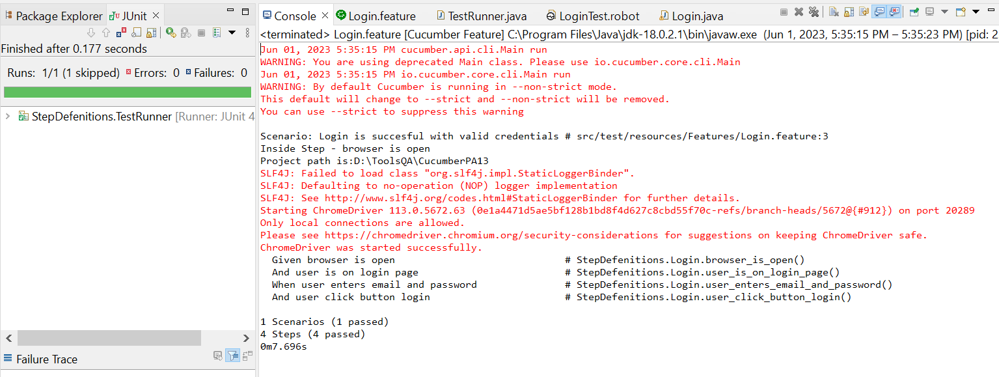 Package Explorer JUnit
Finished after 0.177 seconds
Runs: 1/1 (1 skipped) Errors: 0 Failures: 0
StepDefenitions.TestRunner [Runner: JUnit 4
Failure Trace
Console Login.feature TestRunner.java LoginTest.robot Login.java
<terminated> Login.feature [Cucumber Feature] C:\Program Files\Java\jdk-18.0.2.1\bin\javaw.exe (Jun 1, 2023, 5:35:15 PM – 5:35:23 PM) [pid: 2
Jun 01, 2023 5:35:15 PM cucumber.api.cli.Main run
WARNING: You are using deprecated Main class. Please use io.cucumber.core.cli.Main
Jun 01, 2023 5:35:15 PM io.cucumber.core.cli.Main run
WARNING: By default Cucumber is running in --non-strict mode.
This default will change to --strict and --non-strict will be removed.
You can use --strict to suppress this warning
Scenario: Login is succesful with valid credentials # src/test/resources/Features/Login.feature:3
Inside Step - browser is open
Project path is:D:\ToolsQA\CucumberPA13
SLF4J: Failed to load class "org.slf4j.impl.StaticLoggerBinder".
SLF4J: Defaulting to no-operation (NOP) logger implementation
SLF4J: See http://www.slf4j.org/codes.html#StaticLoggerBinder for further details.
Starting ChromeDriver 113.0.5672.63 (0e1a4471d5ae5bf128b1bd8f4d627c8cbd55f70c-refs/branch-heads/5672@{#912}) on port 20289
Only local connections are allowed.
Please see https://chromedriver.chromium.org/security-considerations for suggestions on keeping ChromeDriver safe.
ChromeDriver was started successfully.
Given browser is open # StepDefenitions.Login.browser_is_open()
And user is on login page # StepDefenitions.Login.user_is_on_login_page()
When user enters email and password # StepDefenitions.Login.user_enters_email_and_password()
And user click button login # StepDefenitions.Login.user_click_button_login()
1 Scenarios (1 passed)
4 Steps (4 passed)
0m7.696s